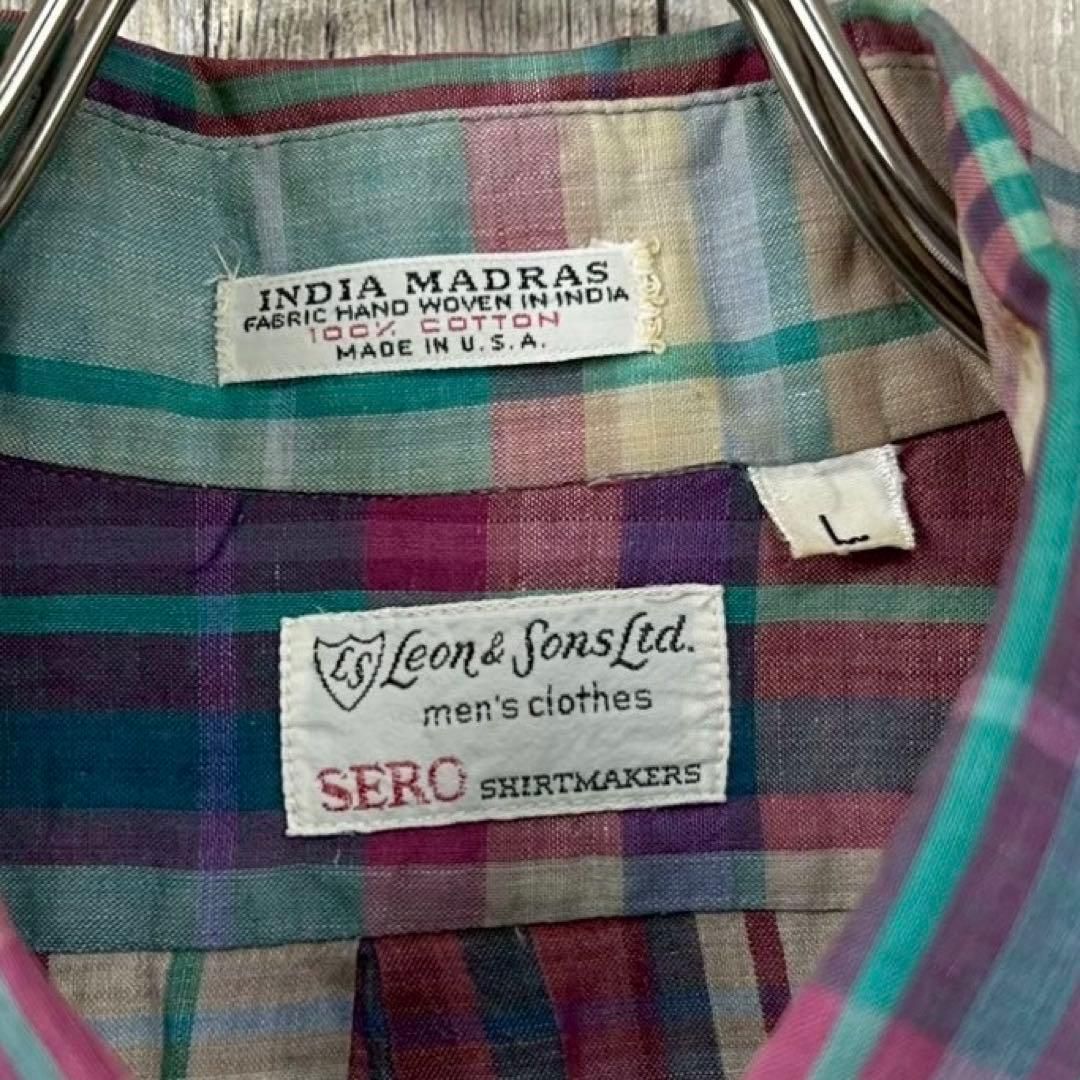 INDIA MADRAS
FABRIC HAND WOVEN IN INDIA
100% COTTON
MADE IN U.S.A.
L
LS Leon & Sons Ltd.
men's clothes
SERO SHIRTMAKERS